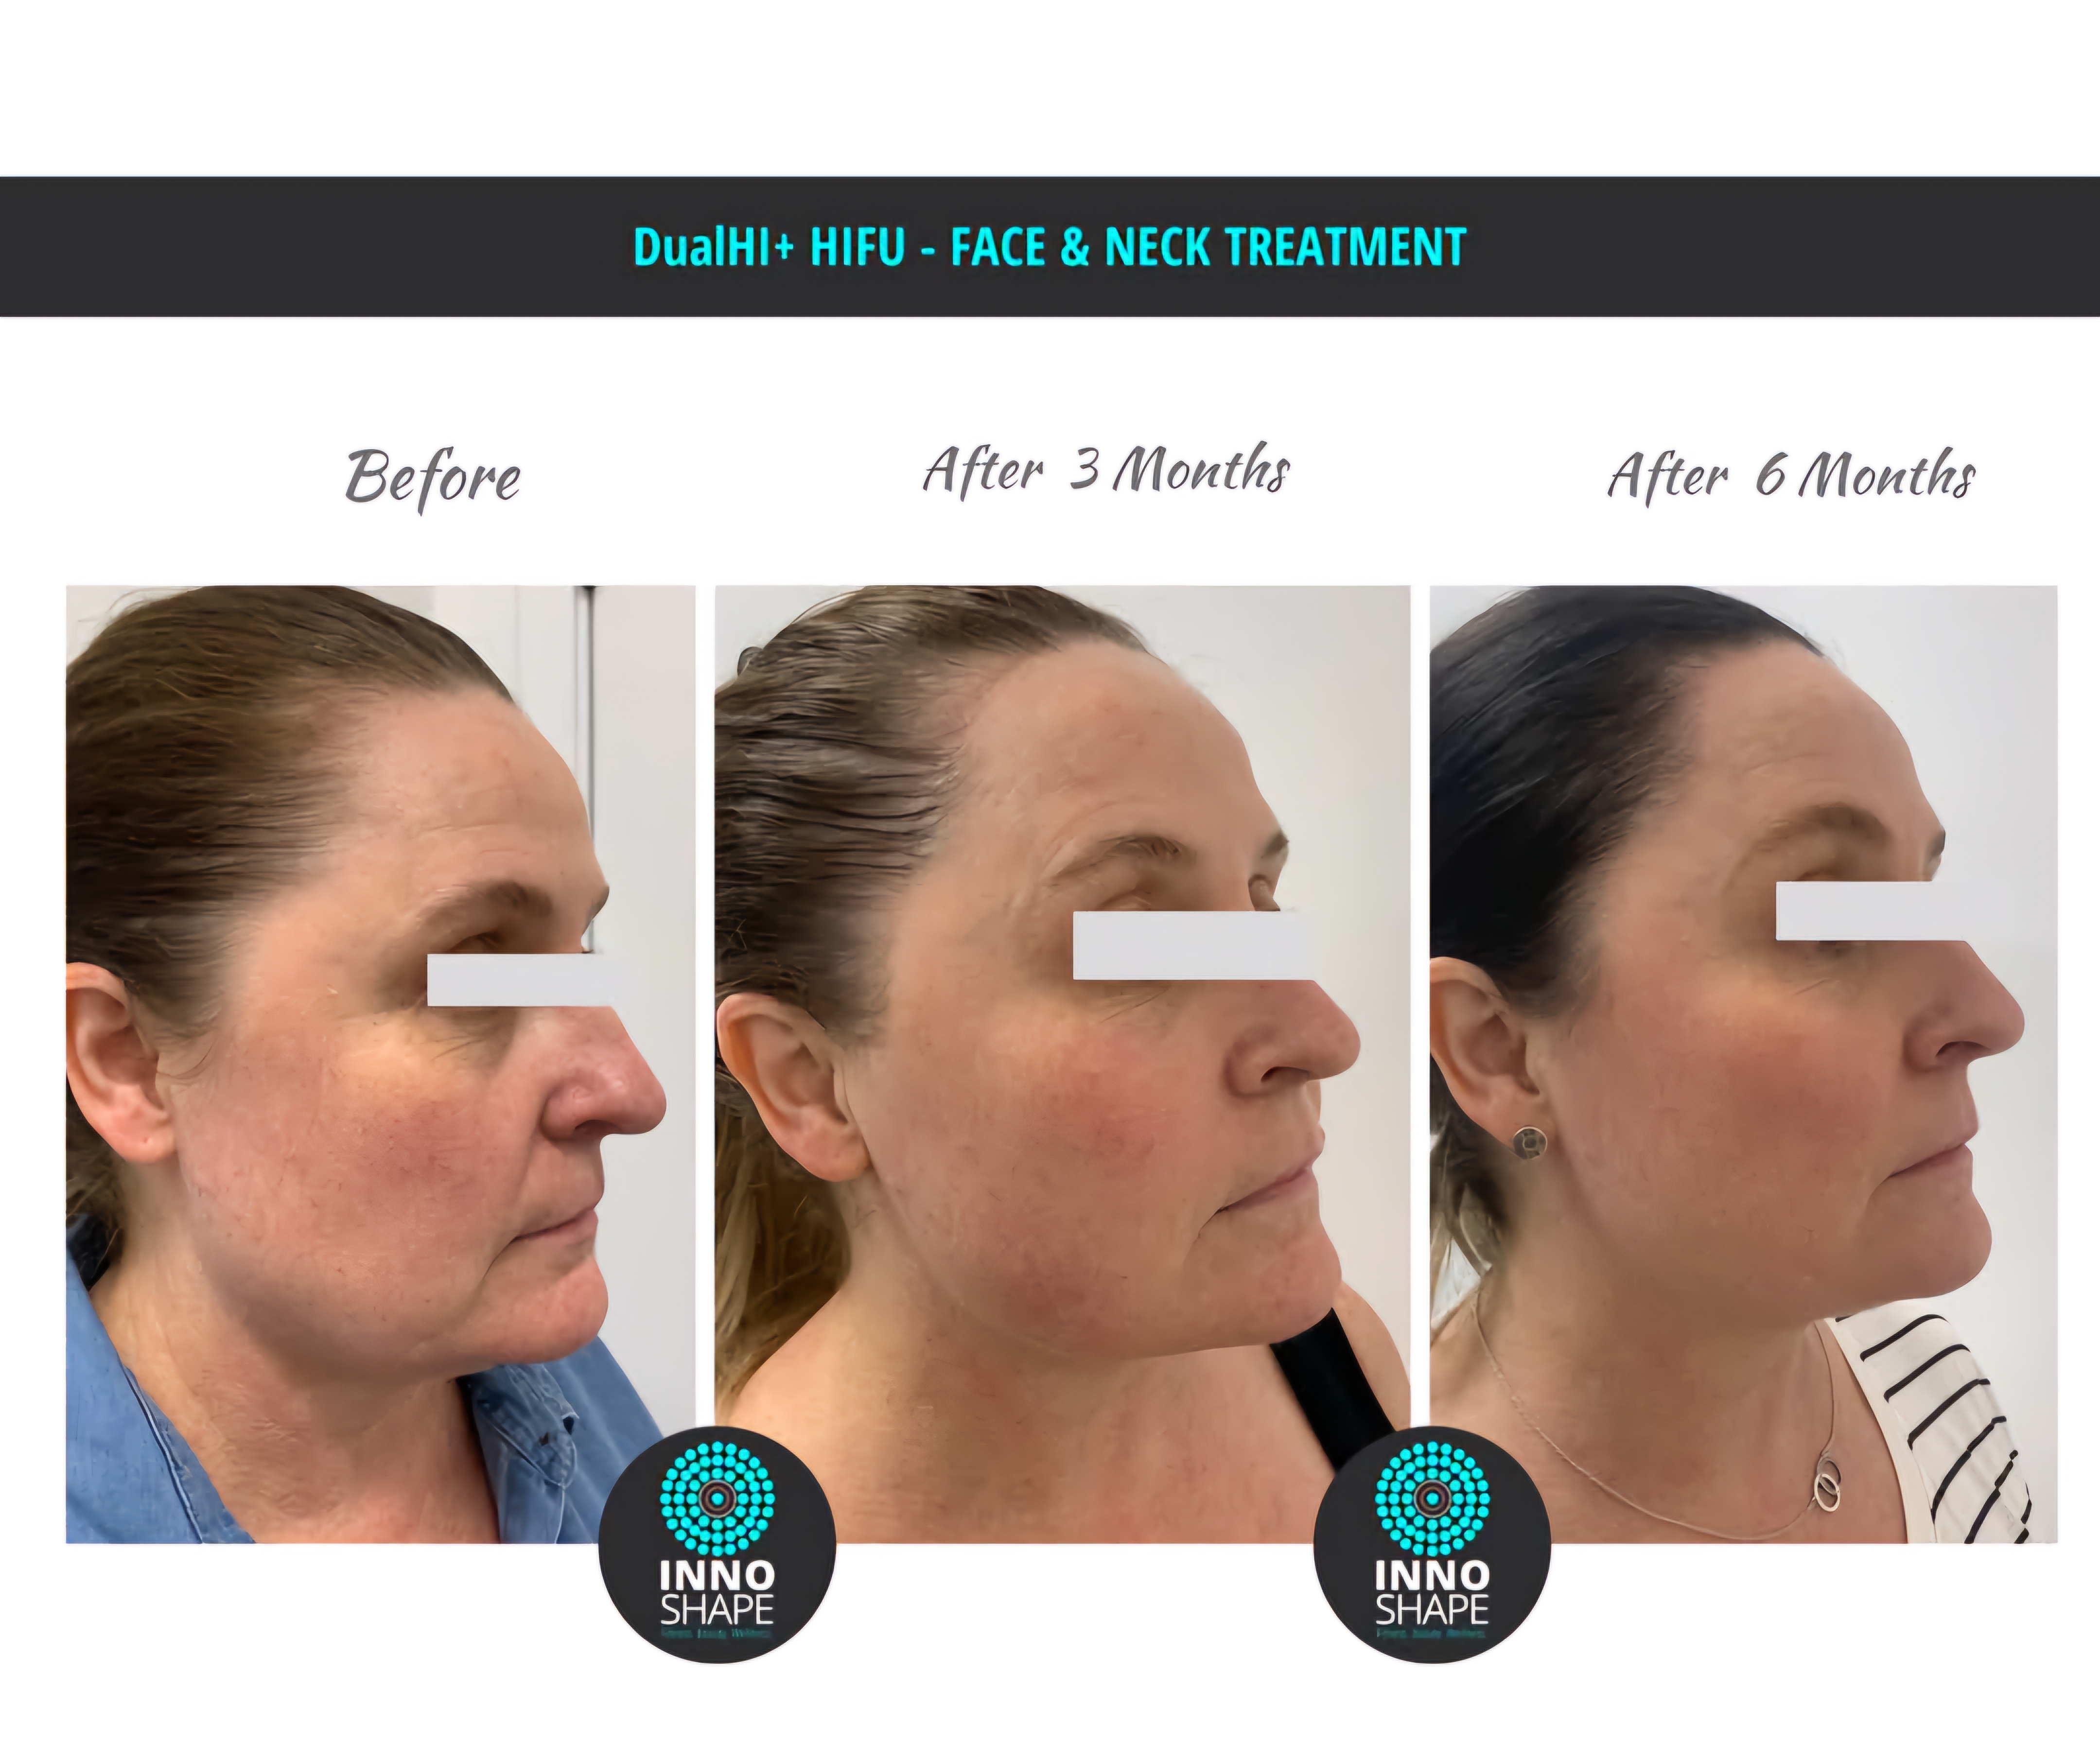 DualHI+ HIFU - FACE & NECK TREATMENT
Before
After 3 Months
After 6 Months
INNO
SHAPE
INNO
SHAPE